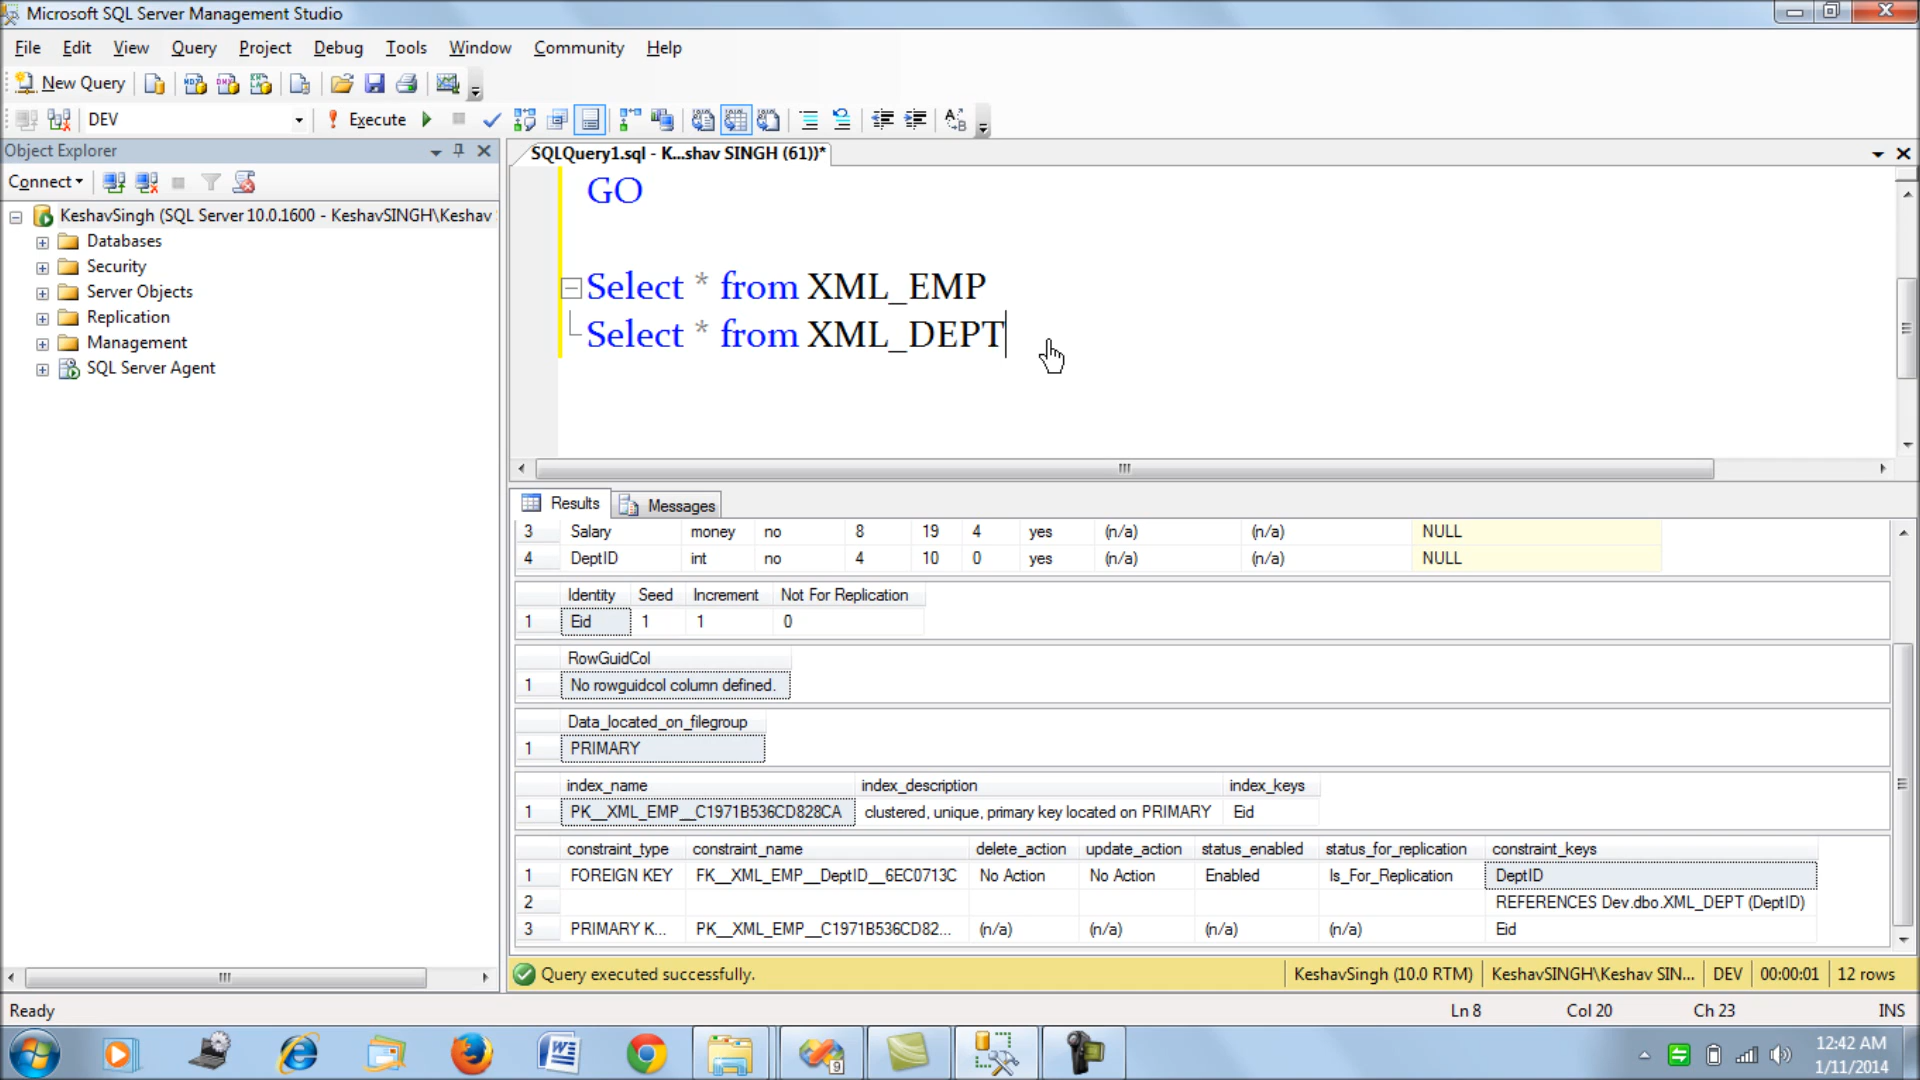 Microsoft SQL Server Management Studio
File Edit View Query Project Debug Tools Window Community Help
New Query
DEV Execute
Object Explorer
SQLQuery1.sql - K...shav SINGH (61))*
Connect
KeshavSingh (SQL Server 10.0.1600 - KeshavSINGH\Keshav
Databases
Security
Server Objects
Replication
Management
SQL Server Agent
GO
Select * from XML_EMP
Select * from XML_DEPT
Results Messages
3 Salary money no 8 19 4 yes (n/a) (n/a) NULL
4 DeptID int no 4 10 0 yes (n/a) (n/a) NULL
Identity Seed Increment Not For Replication
1 Eid 1 1 0
RowGuidCol
1 No rowguidcol column defined.
Data_located_on_filegroup
1 PRIMARY
index_name index_description index_keys
1 PK__XML_EMP__C1971B536CD828CA clustered, unique, primary key located on PRIMARY Eid
constraint_type constraint_name delete_action update_action status_enabled status_for_replication constraint_keys
1 FOREIGN KEY FK__XML_EMP__DeptID__6EC0713C No Action No Action Enabled Is_For_Replication DeptID
2 REFERENCES Dev.dbo.XML_DEPT (DeptID)
3 PRIMARY K... PK__XML_EMP__C1971B536CD82... (n/a) (n/a) (n/a) (n/a) Eid
Query executed successfully. KeshavSingh (10.0 RTM) KeshavSINGH\Keshav SIN... DEV 00:00:01 12 rows
Ready Ln 8 Col 20 Ch 23 INS
9
12:42 AM
1/11/2014